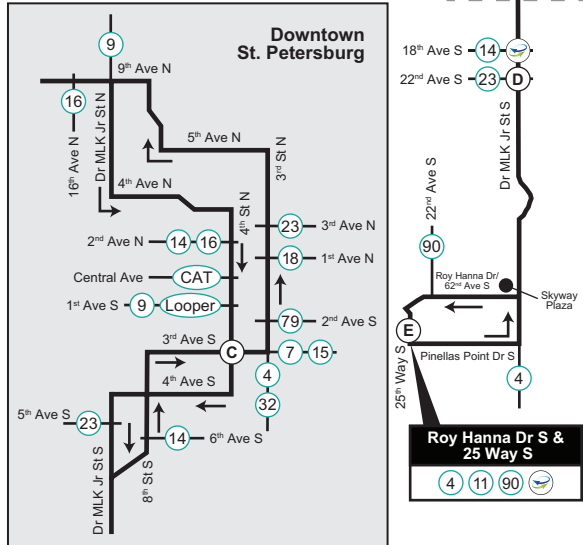 Downtown
St. Petersburg
9
9th Ave N
16
16th Ave N
Dr MLK Jr St N
5th Ave N
3rd St N
4th Ave N
4th St N
2nd Ave N 14 16
23 3rd Ave N
18 1st Ave N
Central Ave CAT
1st Ave S 9 Looper
79 2nd Ave S
3rd Ave S
C
7 15
4
32
4th Ave S
5th Ave S
23
14 6th Ave S
Dr MLK Jr St S
8th St S
18th Ave S 14
22nd Ave S 23 D
Dr MLK Jr St S
22nd Ave S
90
Roy Hanna Dr/
62nd Ave S
Skyway
Plaza
E
25th Way S
Pinellas Point Dr S
4
Roy Hanna Dr S &
25 Way S
4 11 90